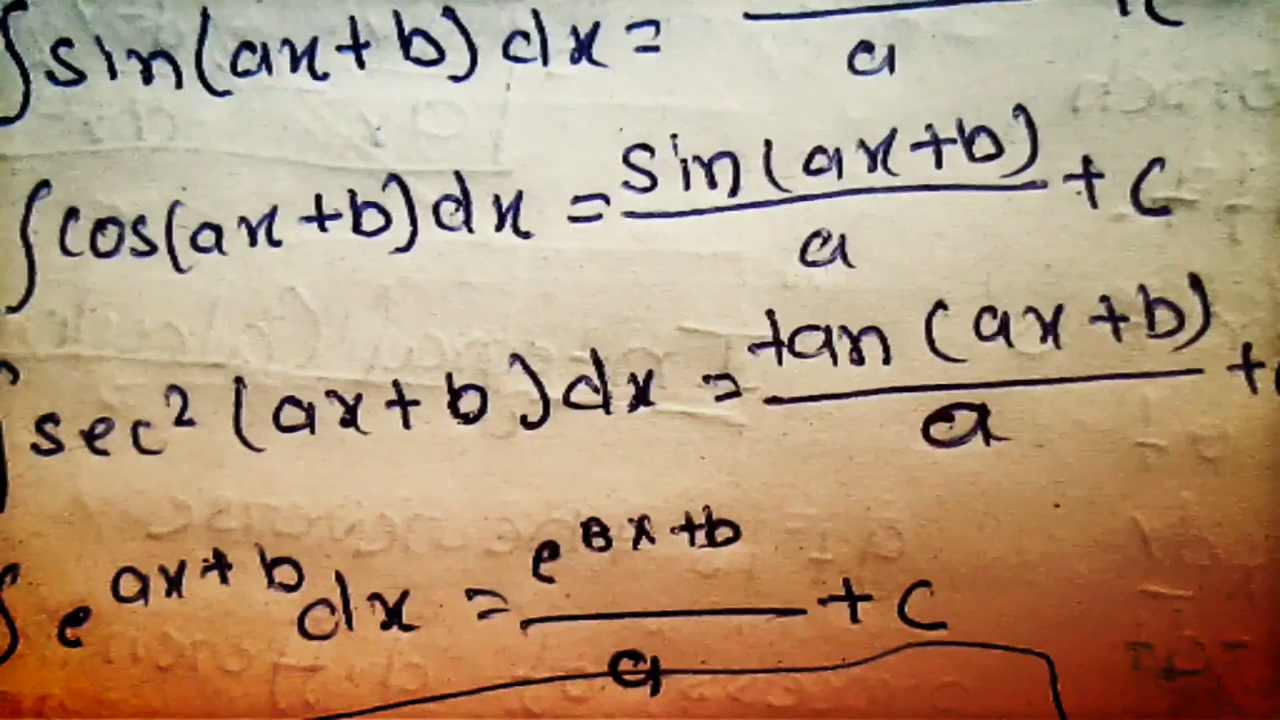 ∫sin(ax+b)dx = ―/a
∫cos(ax+b)dx = sin(ax+b)/a + c
∫sec²(ax+b)dx = tan(ax+b)/a +
∫e^(ax+b)dx = e^(ax+b)/a + c